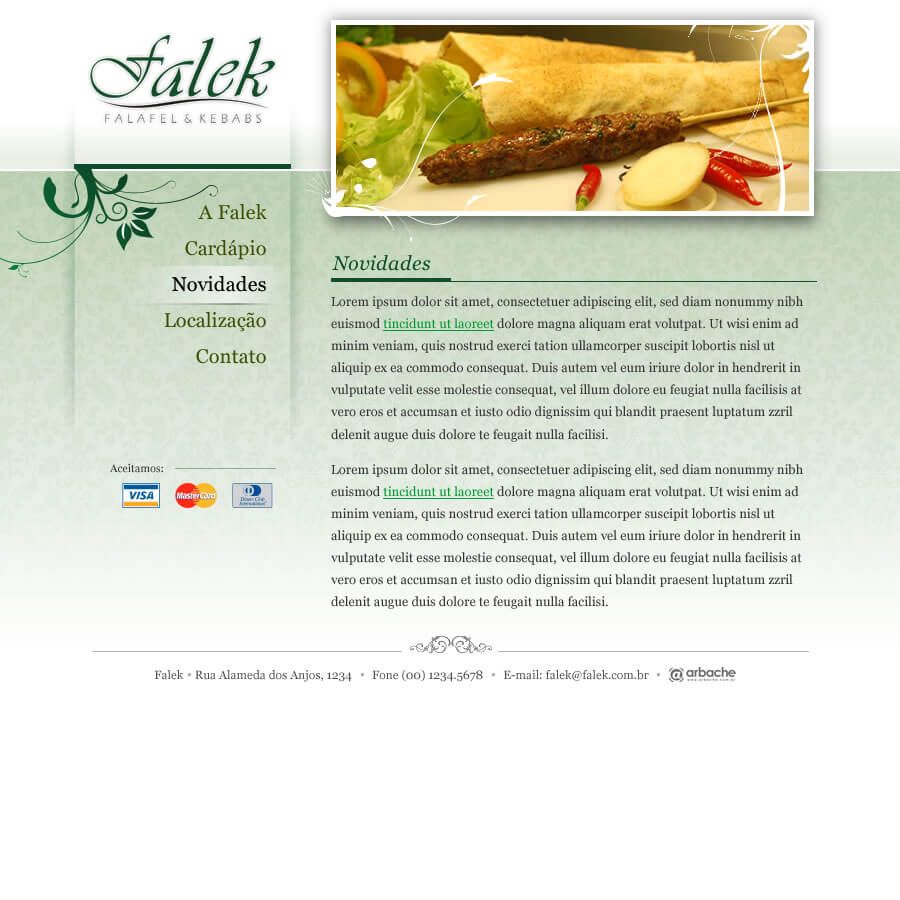 Falek
FALAFEL & KEBABS
A Falek
Cardápio
Novidades
Localização
Contato
Aceitamos:
VISA
MasterCard
Diners Club
International
Novidades
Lorem ipsum dolor sit amet, consectetuer adipiscing elit, sed diam nonummy nibh
euismod tincidunt ut laoreet dolore magna aliquam erat volutpat. Ut wisi enim ad
minim veniam, quis nostrud exerci tation ullamcorper suscipit lobortis nisl ut
aliquip ex ea commodo consequat. Duis autem vel eum iriure dolor in hendrerit in
vulputate velit esse molestie consequat, vel illum dolore eu feugiat nulla facilisis at
vero eros et accumsan et iusto odio dignissim qui blandit praesent luptatum zzril
delenit augue duis dolore te feugait nulla facilisi.
Lorem ipsum dolor sit amet, consectetuer adipiscing elit, sed diam nonummy nibh
euismod tincidunt ut laoreet dolore magna aliquam erat volutpat. Ut wisi enim ad
minim veniam, quis nostrud exerci tation ullamcorper suscipit lobortis nisl ut
aliquip ex ea commodo consequat. Duis autem vel eum iriure dolor in hendrerit in
vulputate velit esse molestie consequat, vel illum dolore eu feugiat nulla facilisis at
vero eros et accumsan et iusto odio dignissim qui blandit praesent luptatum zzril
delenit augue duis dolore te feugait nulla facilisi.
Falek • Rua Alameda dos Anjos, 1234 • Fone (00) 1234.5678 • E-mail: falek@falek.com.br • @ arbache
www.arbache.com.br